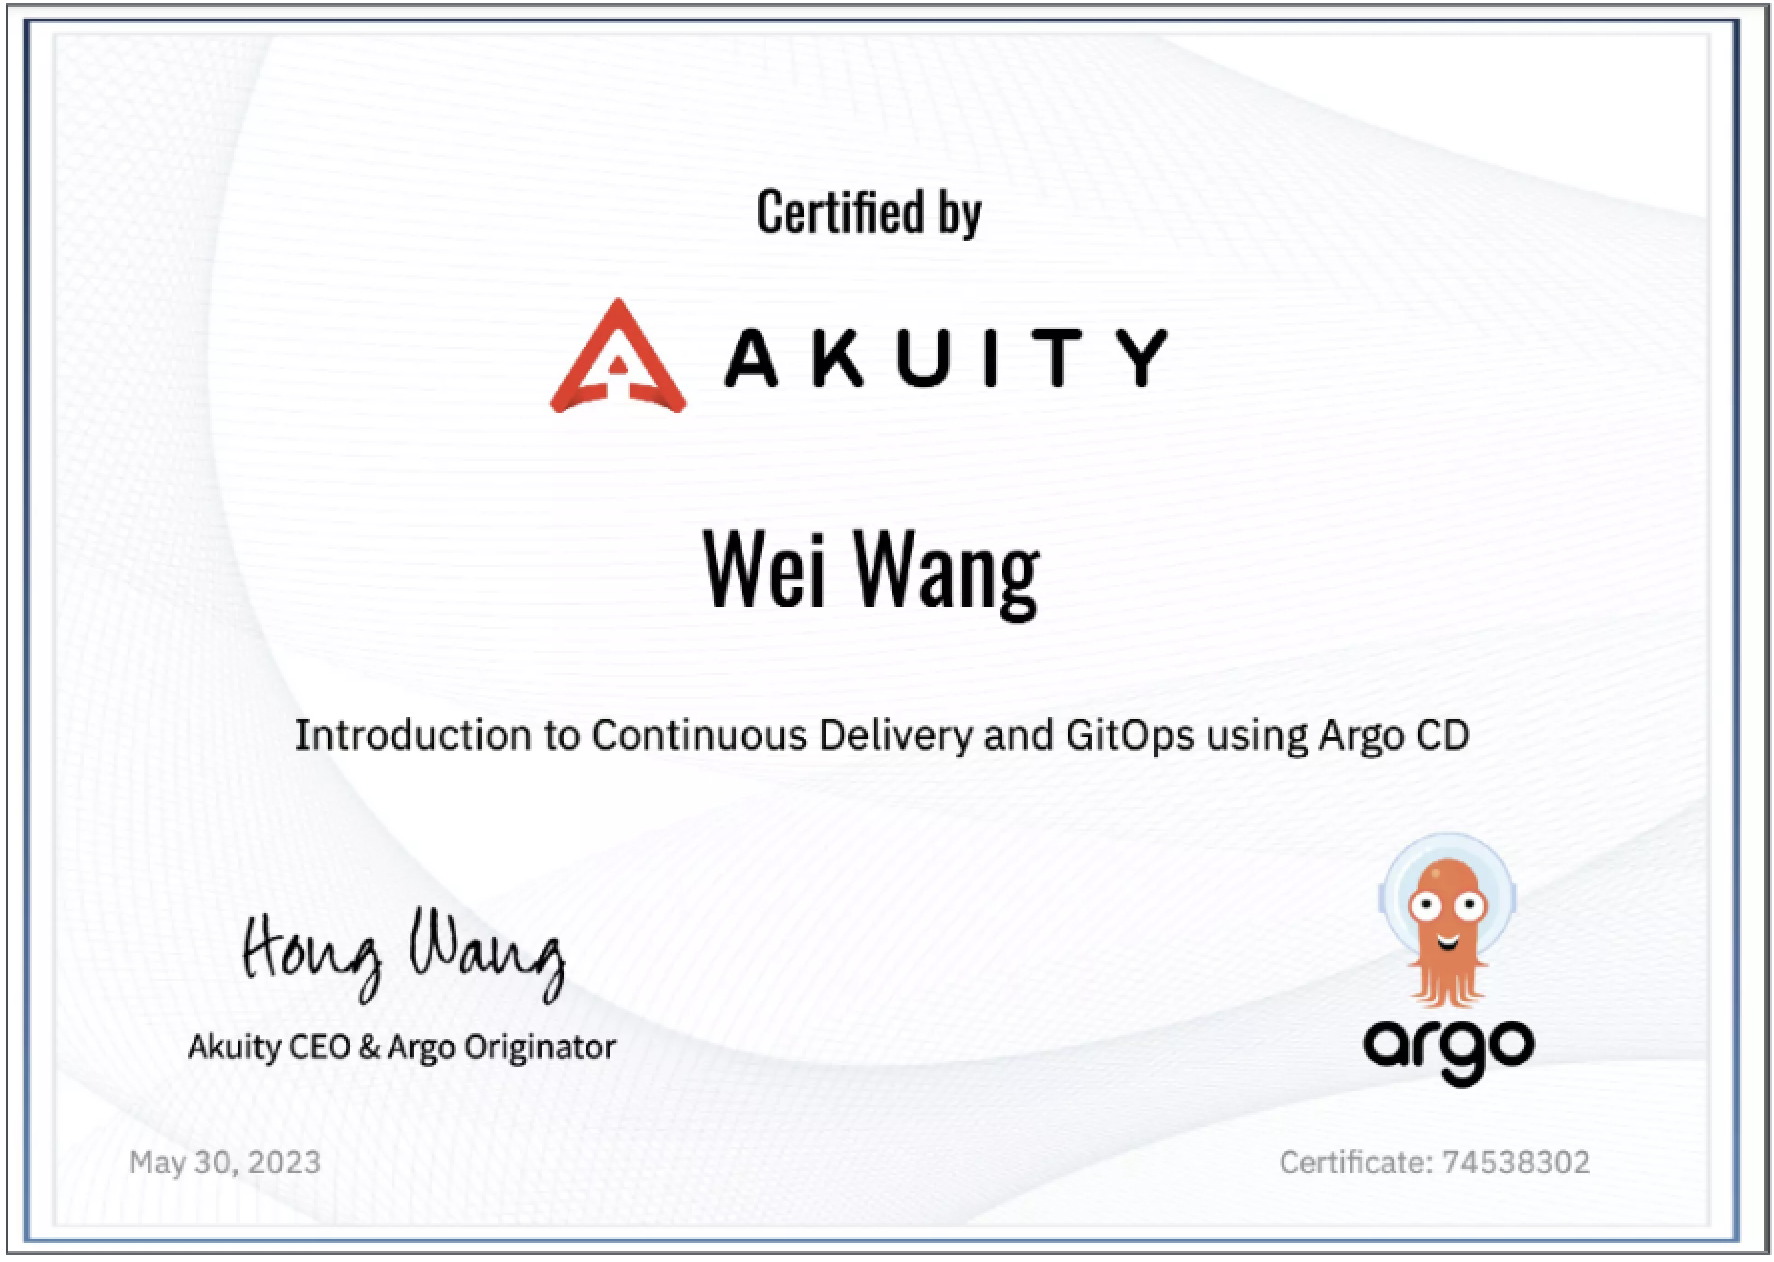 Certified by
AKUITY
Wei Wang
Introduction to Continuous Delivery and GitOps using Argo CD
Hong Wang
Akuity CEO & Argo Originator
argo
May 30, 2023
Certificate: 74538302